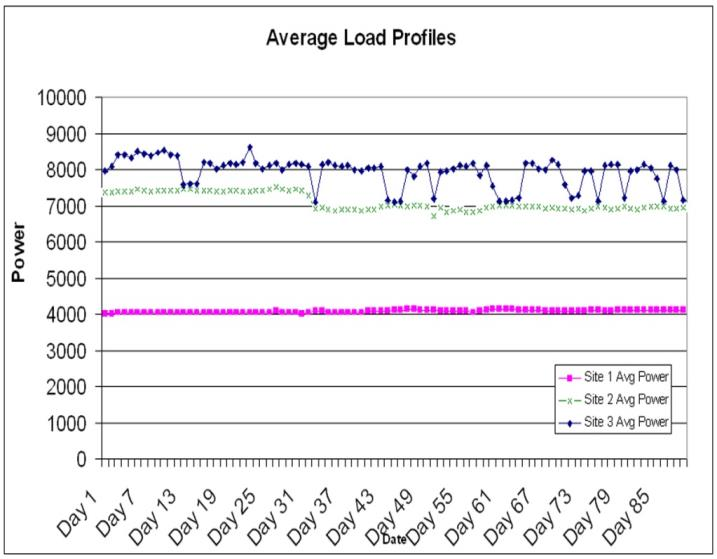 Average Load Profiles
Power
10000
9000
8000
7000
6000
5000
4000
3000
2000
1000
0
Site 1 Avg Power
Site 2 Avg Power
Site 3 Avg Power
Day 1
Day 7
Day 13
Day 19
Day 25
Day 31
Day 37
Day 43
Day 49
Day 55
Day 61
Day 67
Day 73
Day 79
Day 85
Date